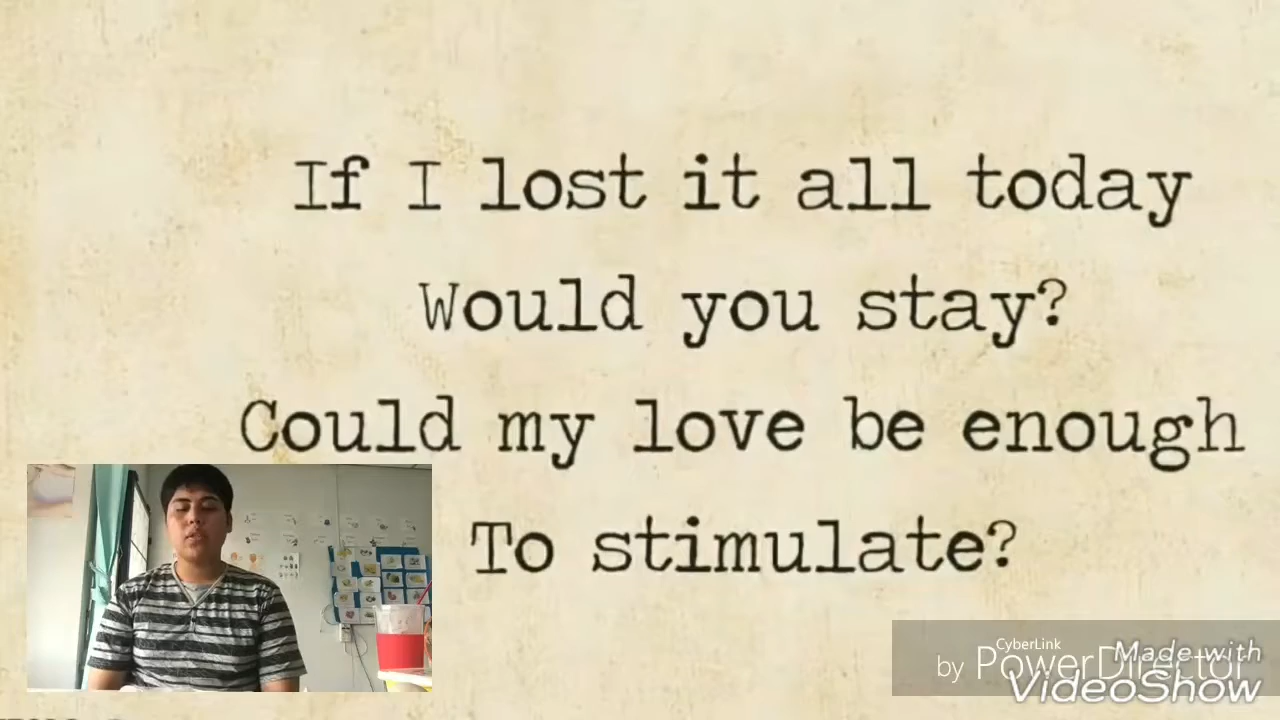 If I lost it all today
Would you stay?
Could my love be enough
To stimulate?
CyberLink
by PowerDirector
Made with
VideoShow